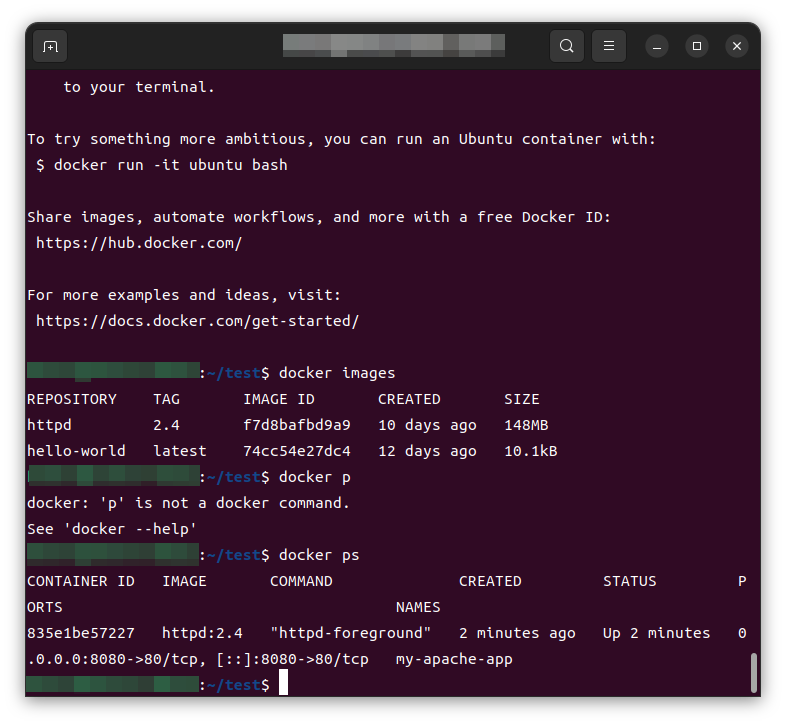 to your terminal.
To try something more ambitious, you can run an Ubuntu container with:
$ docker run -it ubuntu bash
Share images, automate workflows, and more with a free Docker ID:
https://hub.docker.com/
For more examples and ideas, visit:
https://docs.docker.com/get-started/
:~/test$ docker images
REPOSITORY TAG IMAGE ID CREATED SIZE
httpd 2.4 f7d8bafbd9a9 10 days ago 148MB
hello-world latest 74cc54e27dc4 12 days ago 10.1kB
:~/test$ docker p
docker: 'p' is not a docker command.
See 'docker --help'
:~/test$ docker ps
CONTAINER ID IMAGE COMMAND CREATED STATUS P
ORTS NAMES
835e1be57227 httpd:2.4 "httpd-foreground" 2 minutes ago Up 2 minutes 0
.0.0.0:8080->80/tcp, [::]:8080->80/tcp my-apache-app
:~/test$